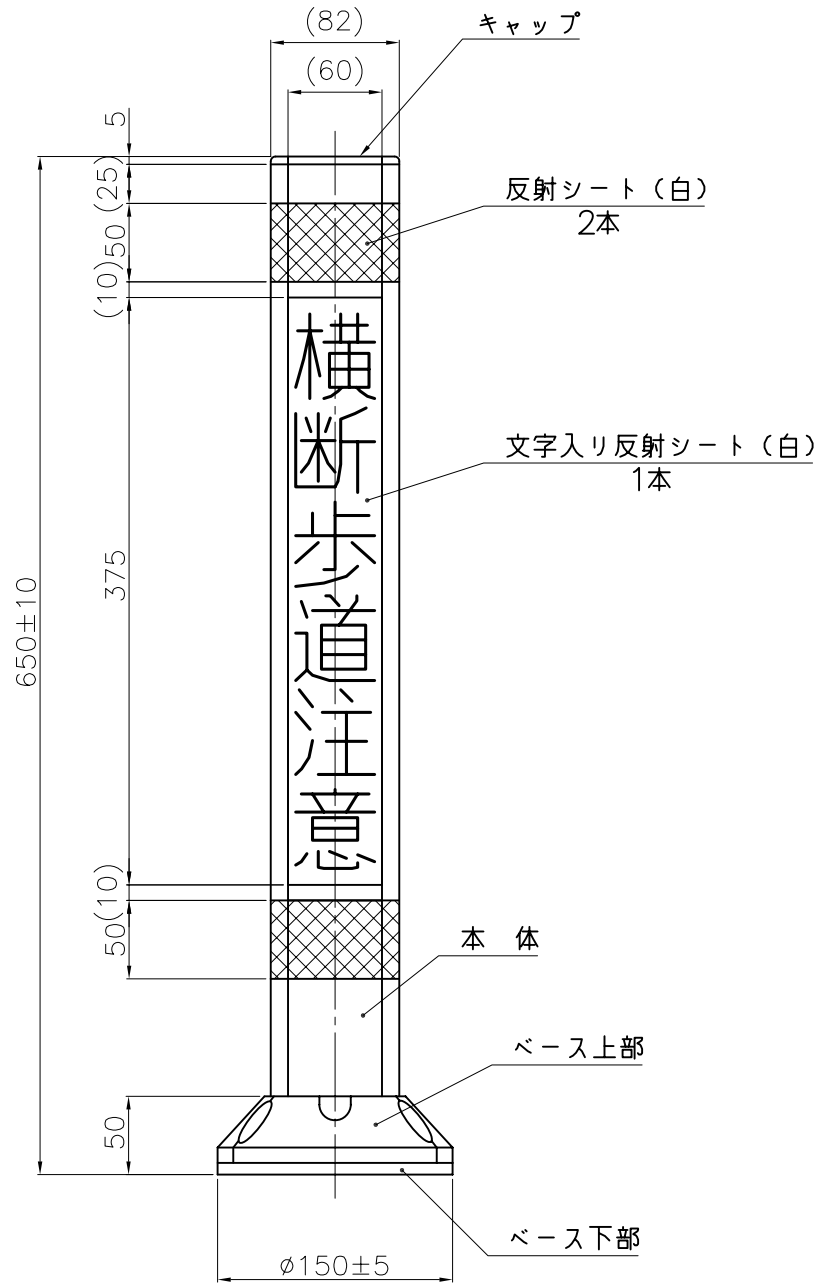 (82)
キャップ
(60)
5
(25)
反射シート（白）
2本
50
(10)
横断歩道注意
文字入り反射シート（白）
1本
375
650±10
(10)
50
本 体
ベース上部
50
ベース下部
φ150±5